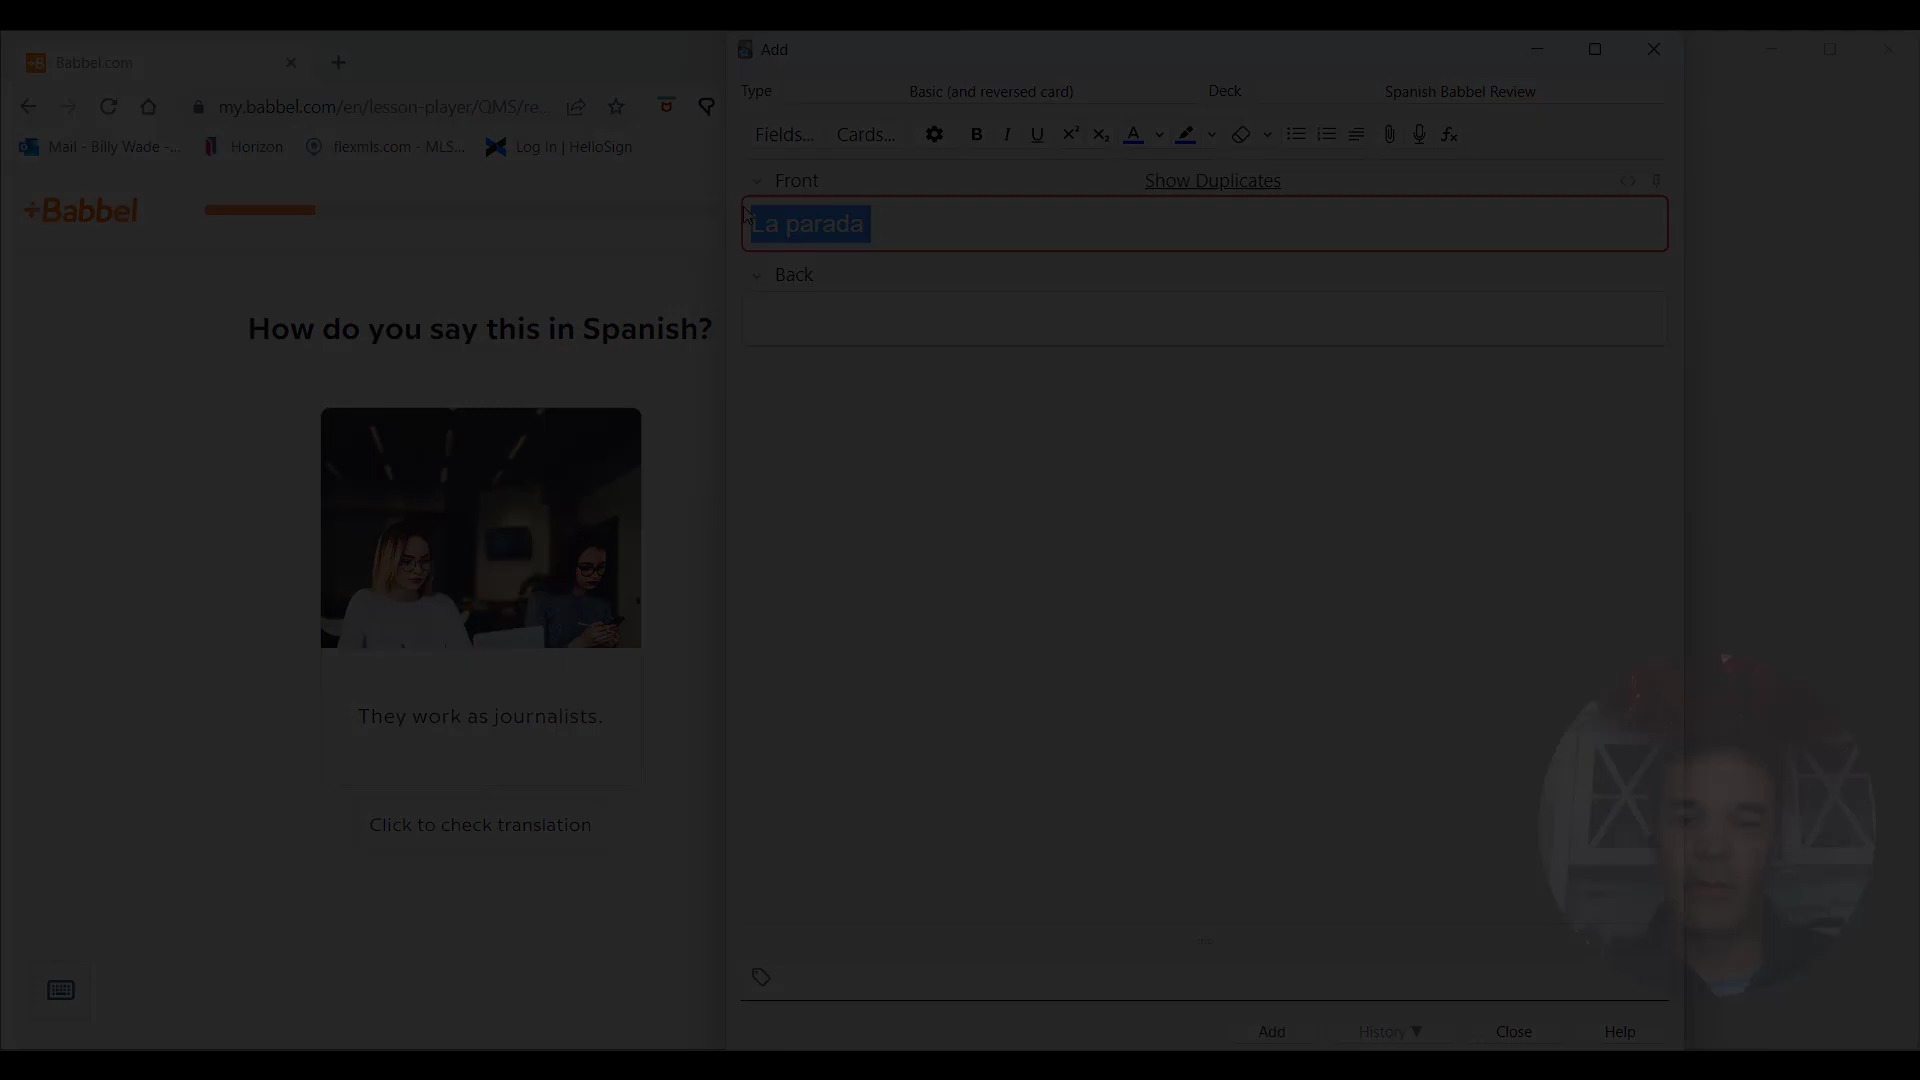 Babbel.com
my.babbel.com/en/lesson-player/QMS/re...
Mail - Billy Wade -...
Horizon
flexmls.com - MLS...
Log In | HelloSign
+Babbel
How do you say this in Spanish?
They work as journalists.
Click to check translation
Add
Type
Basic (and reversed card)
Deck
Spanish Babbel Review
Fields...
Cards...
B I U X² X₂ A
fx
Front
Show Duplicates
La parada
Back
Add
History ▼
Close
Help